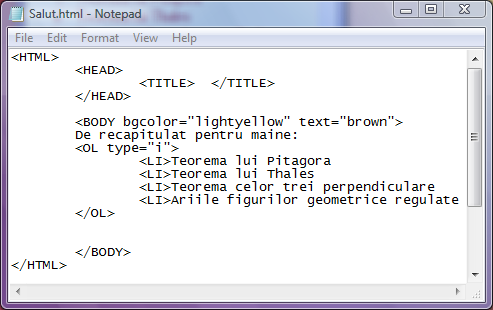 Salut.html - Notepad
File Edit Format View Help
<HTML>
<HEAD>
<TITLE>  </TITLE>
</HEAD>
<BODY bgcolor="lightyellow" text="brown">
De recapitulat pentru maine:
<OL type="i">
<LI>Teorema lui Pitagora
<LI>Teorema lui Thales
<LI>Teorema celor trei perpendiculare
<LI>Ariile figurilor geometrice regulate
</OL>
</BODY>
</HTML>